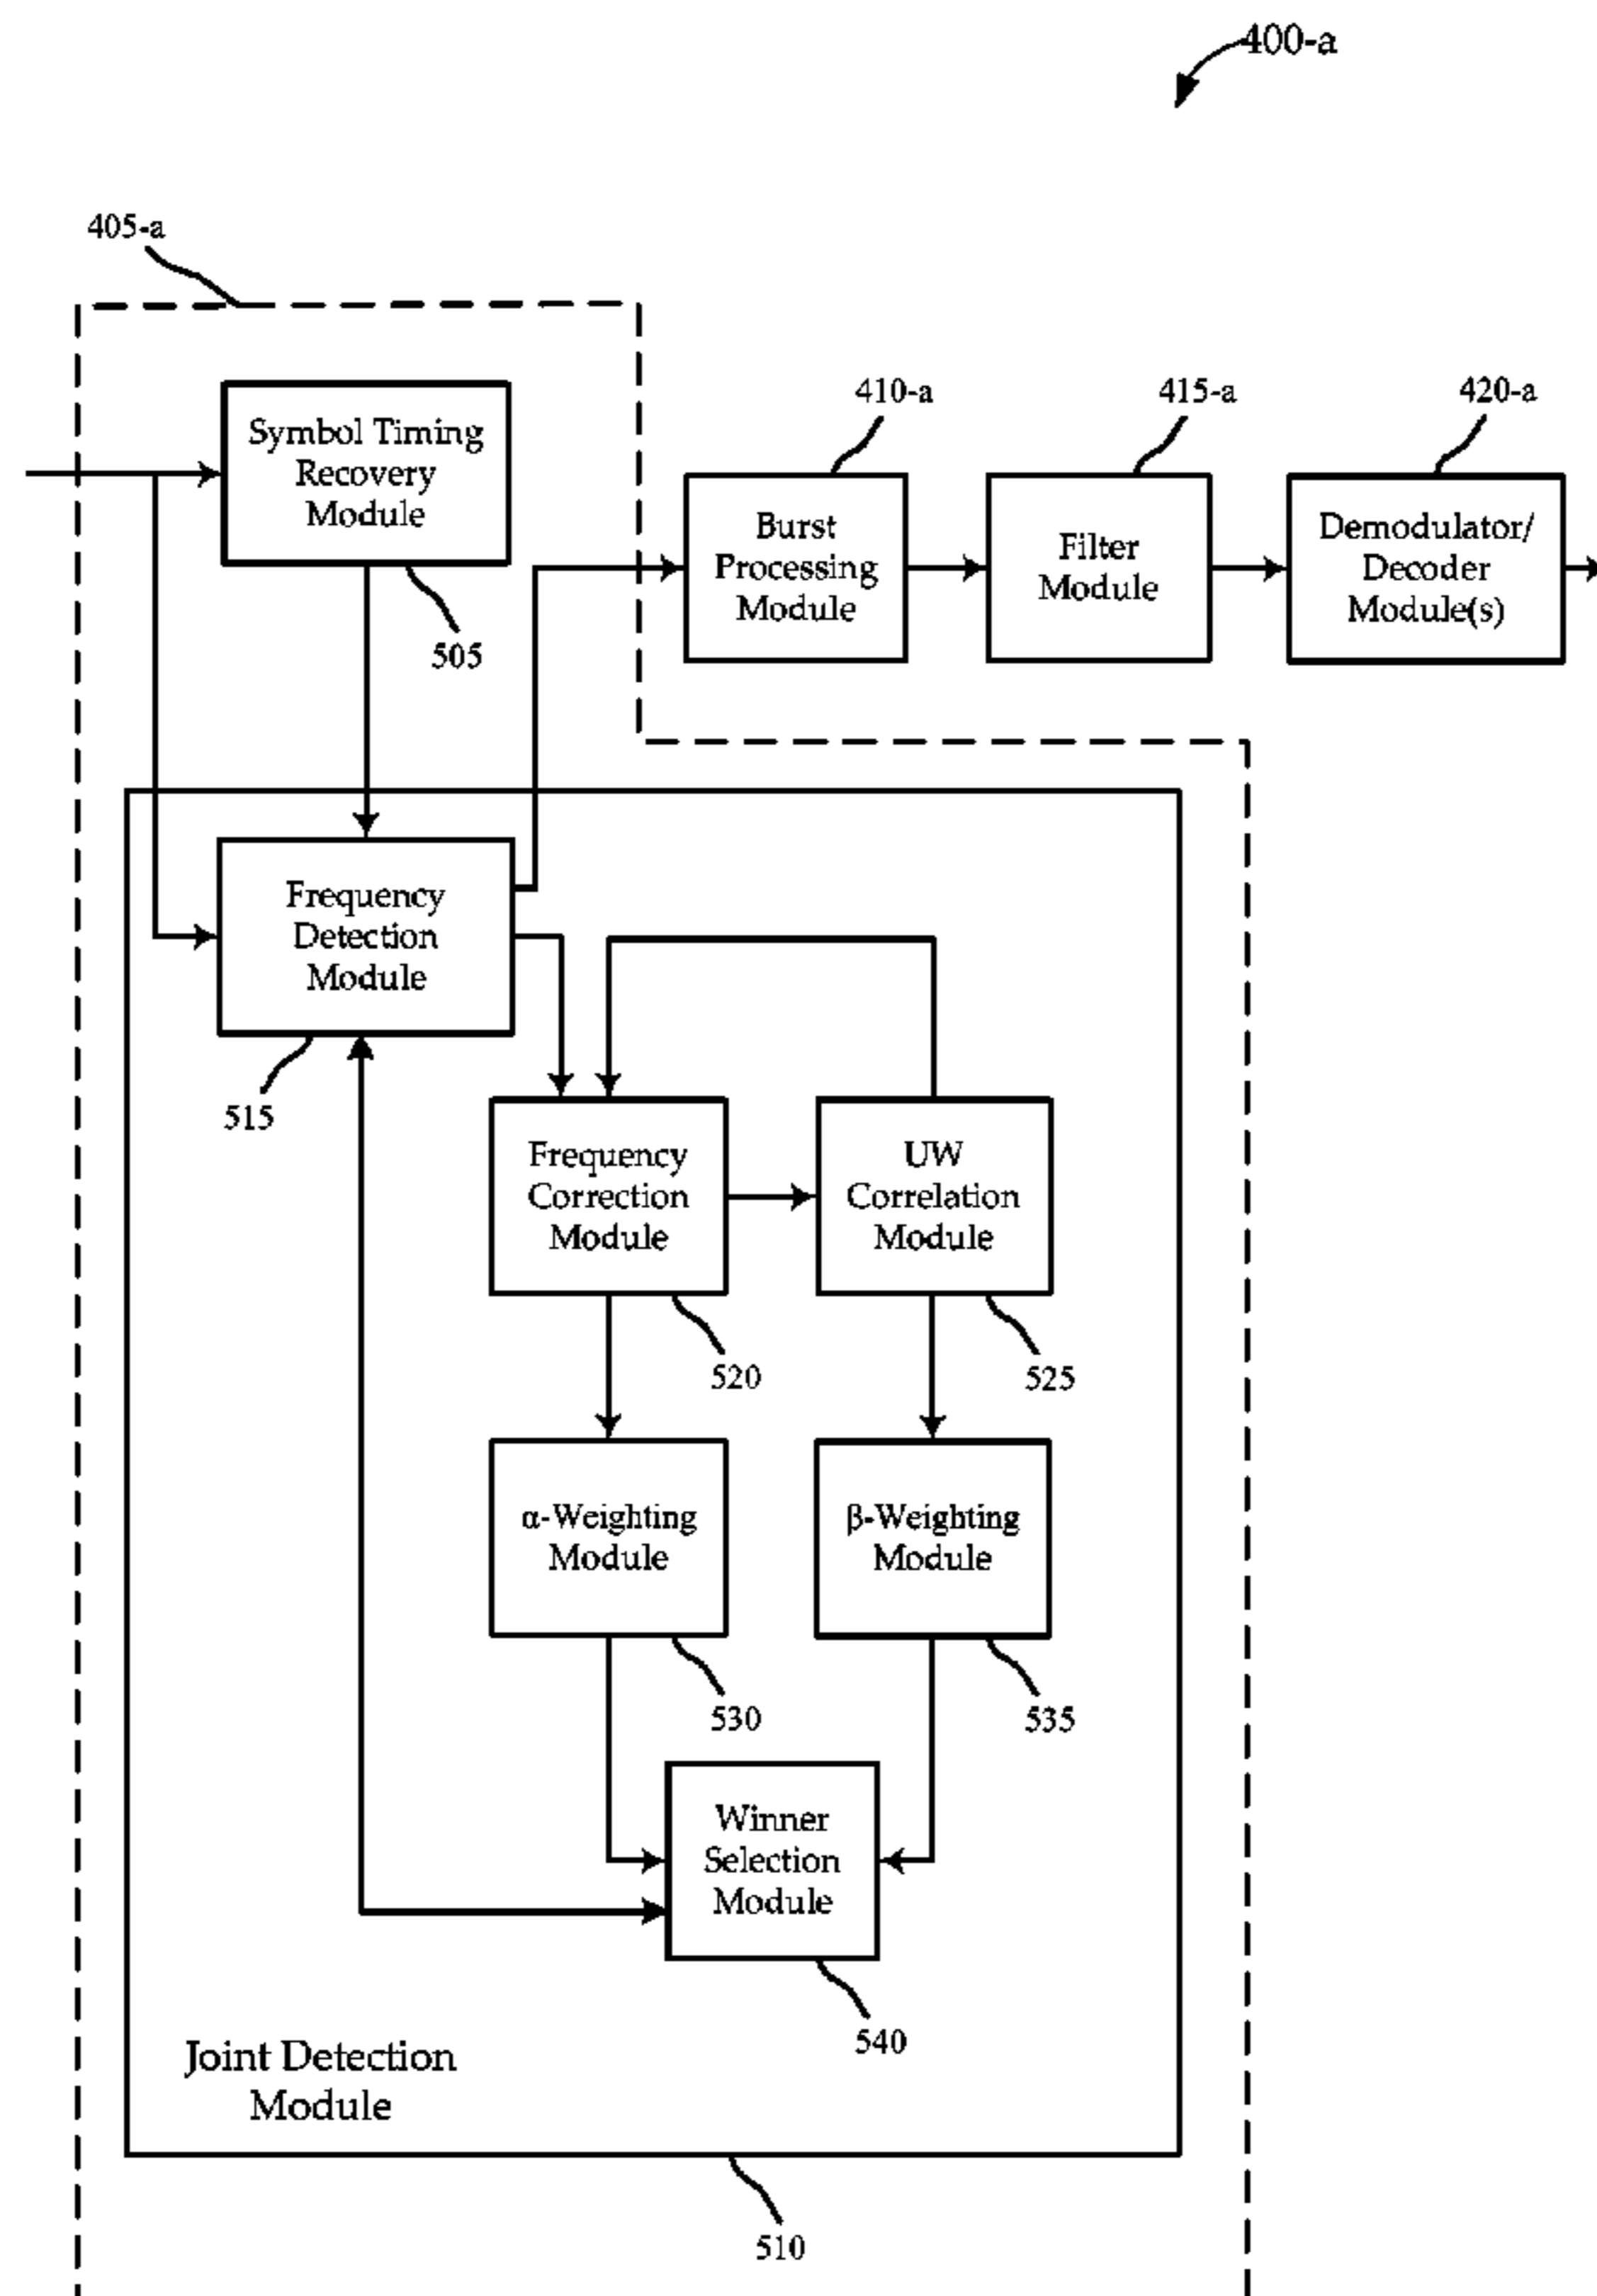 400-a
405-a
Symbol Timing
Recovery
Module
505
410-a
415-a
420-a
Burst
Processing
Module
Filter
Module
Demodulator/
Decoder
Module(s)
Frequency
Detection
Module
515
Frequency
Correction
Module
UW
Correlation
Module
520
525
α-Weighting
Module
β-Weighting
Module
530
535
Winner
Selection
Module
540
Joint Detection
Module
510